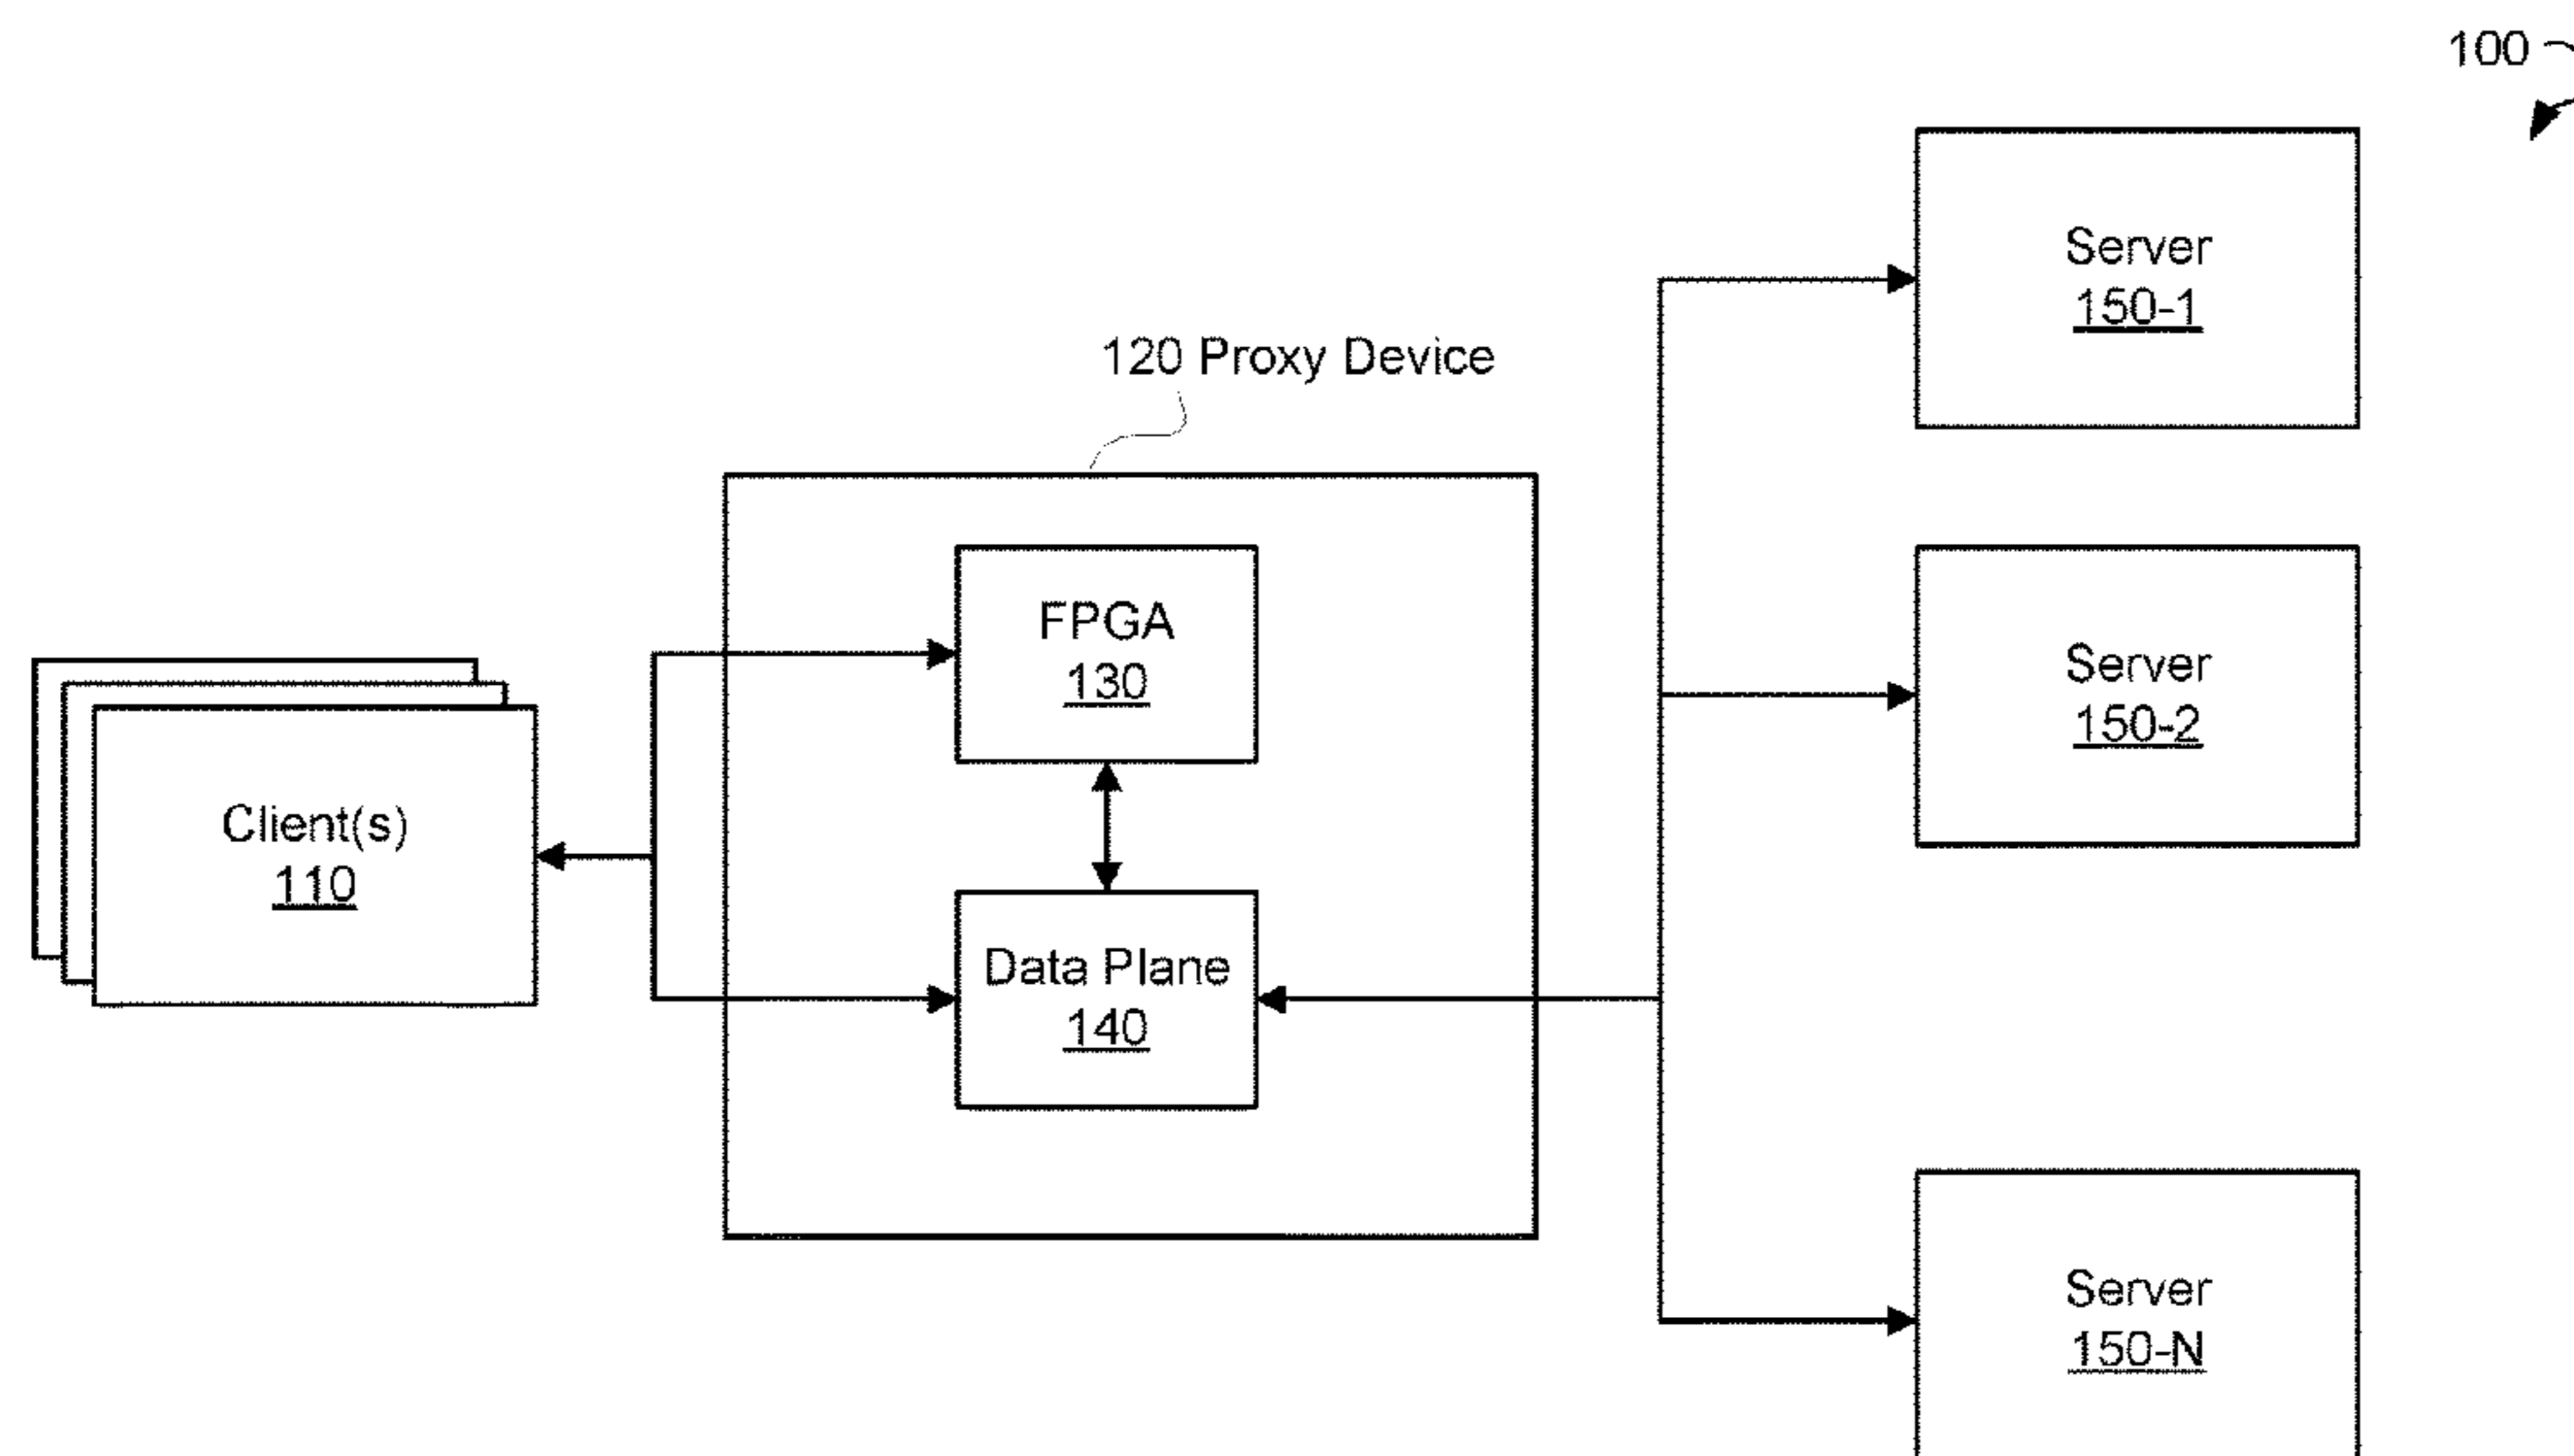 100
Server
150-1
120 Proxy Device
FPGA
130
Server
150-2
Client(s)
110
Data Plane
140
Server
150-N